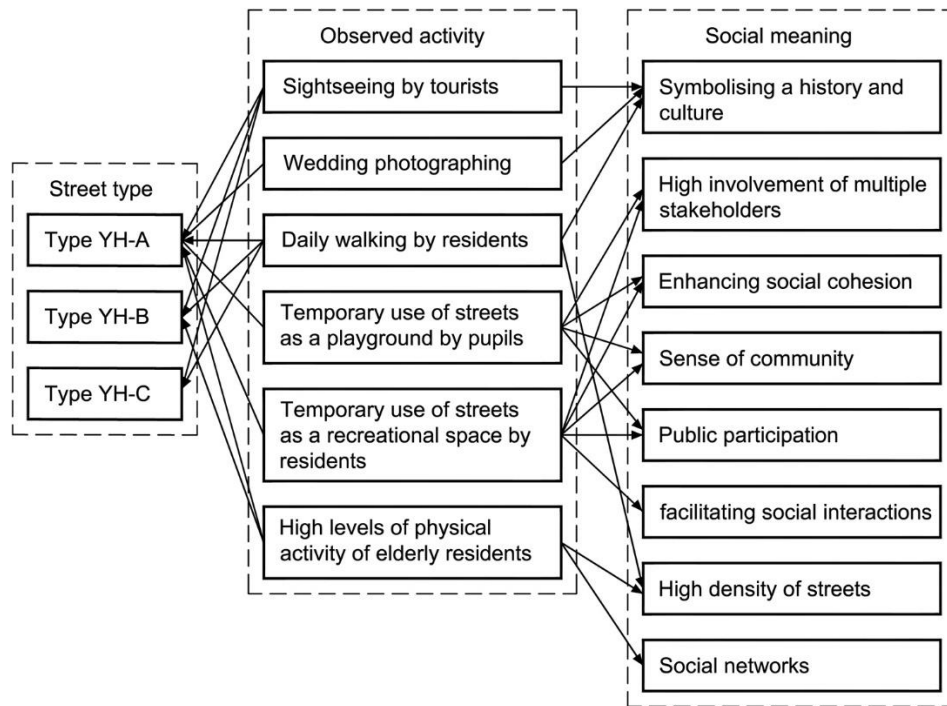 Street type
Type YH-A
Type YH-B
Type YH-C
Observed activity
Sightseeing by tourists
Wedding photographing
Daily walking by residents
Temporary use of streets
as a playground by pupils
Temporary use of streets
as a recreational space by
residents
High levels of physical
activity of elderly residents
Social meaning
Symbolising a history and
culture
High involvement of multiple
stakeholders
Enhancing social cohesion
Sense of community
Public participation
facilitating social interactions
High density of streets
Social networks